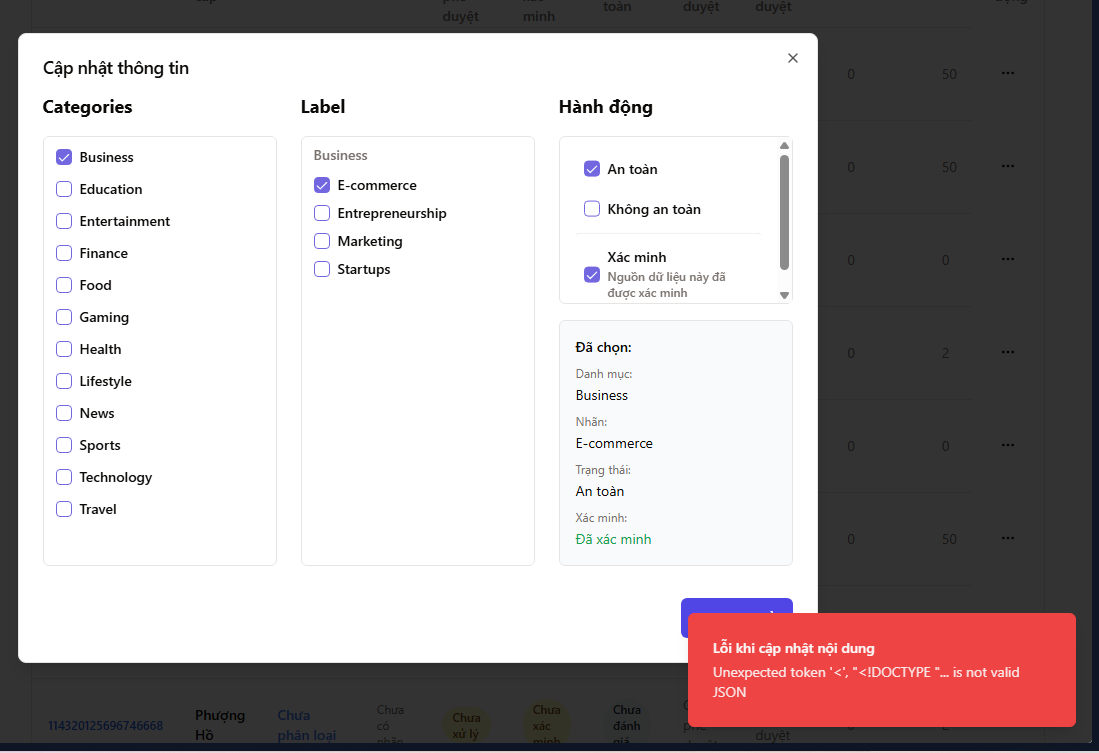 phê
duyệt
minh
toàn
duyệt
duyệt
Cập nhật thông tin
Categories
Business
Education
Entertainment
Finance
Food
Gaming
Health
Lifestyle
News
Sports
Technology
Travel
Label
Business
E-commerce
Entrepreneurship
Marketing
Startups
Hành động
An toàn
Không an toàn
Xác minh
Nguồn dữ liệu này đã
được xác minh
Đã chọn:
Danh mục:
Business
Nhãn:
E-commerce
Trạng thái:
An toàn
Xác minh:
Đã xác minh
0 50 ...
0 50 ...
0 0 ...
0 2 ...
0 0 ...
0 50 ...
Lỗi khi cập nhật nội dung
Unexpected token '<', "<!DOCTYPE "... is not valid
JSON
114320125696746668
Phượng
Hồ
Chưa
phân loại
Chưa
có
nhãn
Chưa
xử lý
Chưa
xác
minh
Chưa
đánh
giá
duyệt